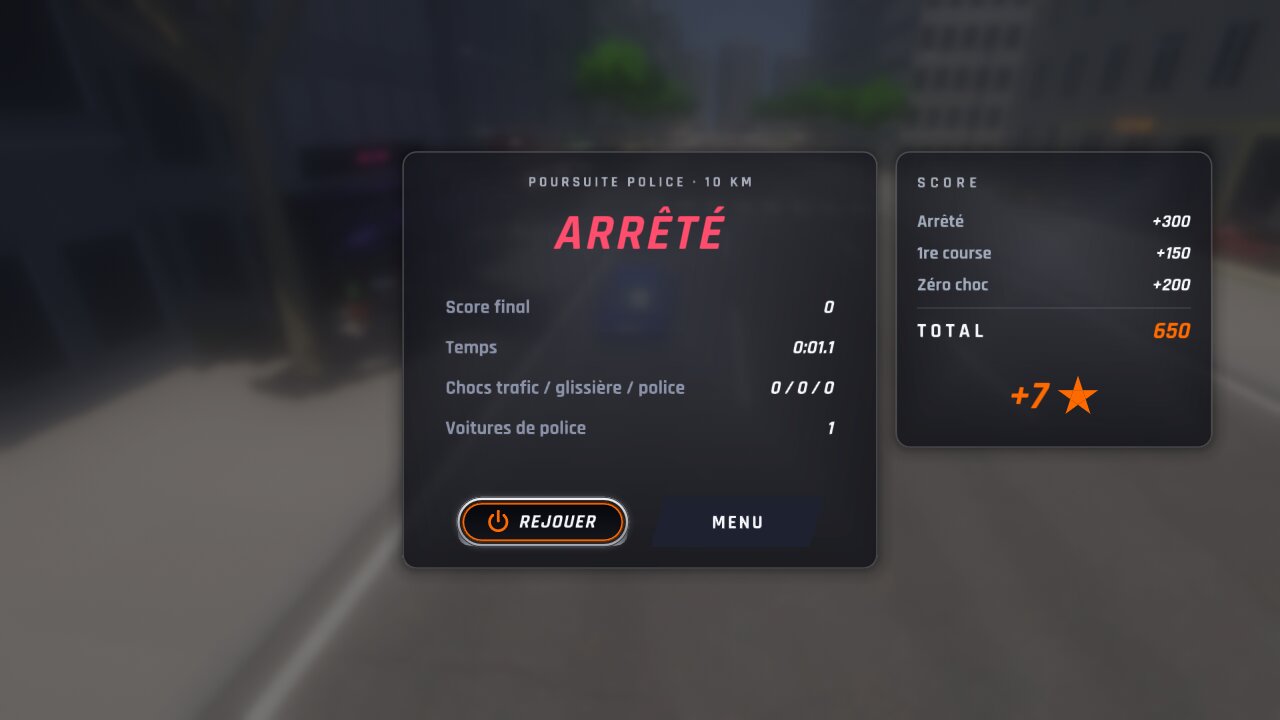 POURSUITE POLICE · 10 KM
ARRÊTÉ
Score final 0
Temps 0:01.1
Chocs trafic / glissière / police 0 / 0 / 0
Voitures de police 1
REJOUER
MENU
SCORE
Arrêté +300
1re course +150
Zéro choc +200
TOTAL 650
+7